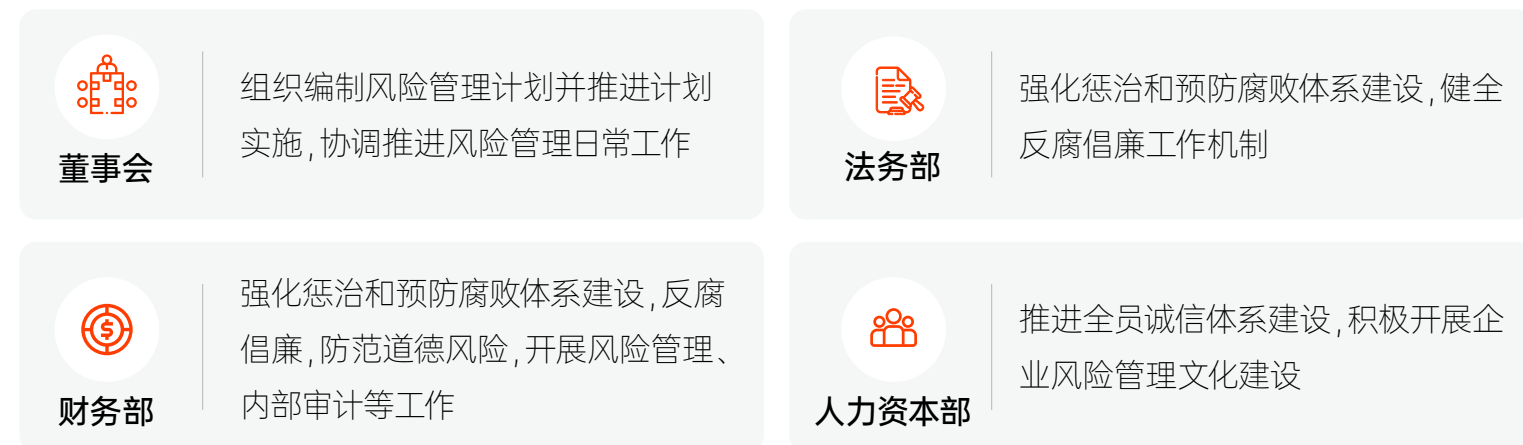 董事会
组织编制风险管理计划并推进计划
实施,协调推进风险管理日常工作
法务部
强化惩治和预防腐败体系建设,健全
反腐倡廉工作机制
财务部
强化惩治和预防腐败体系建设,反腐
倡廉,防范道德风险,开展风险管理、
内部审计等工作
人力资本部
推进全员诚信体系建设,积极开展企
业风险管理文化建设